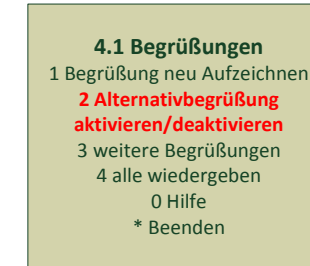 4.1 Begrüßungen
1 Begrüßung neu Aufzeichnen
2 Alternativbegrüßung
aktivieren/deaktivieren
3 weitere Begrüßungen
4 alle wiedergeben
0 Hilfe
* Beenden